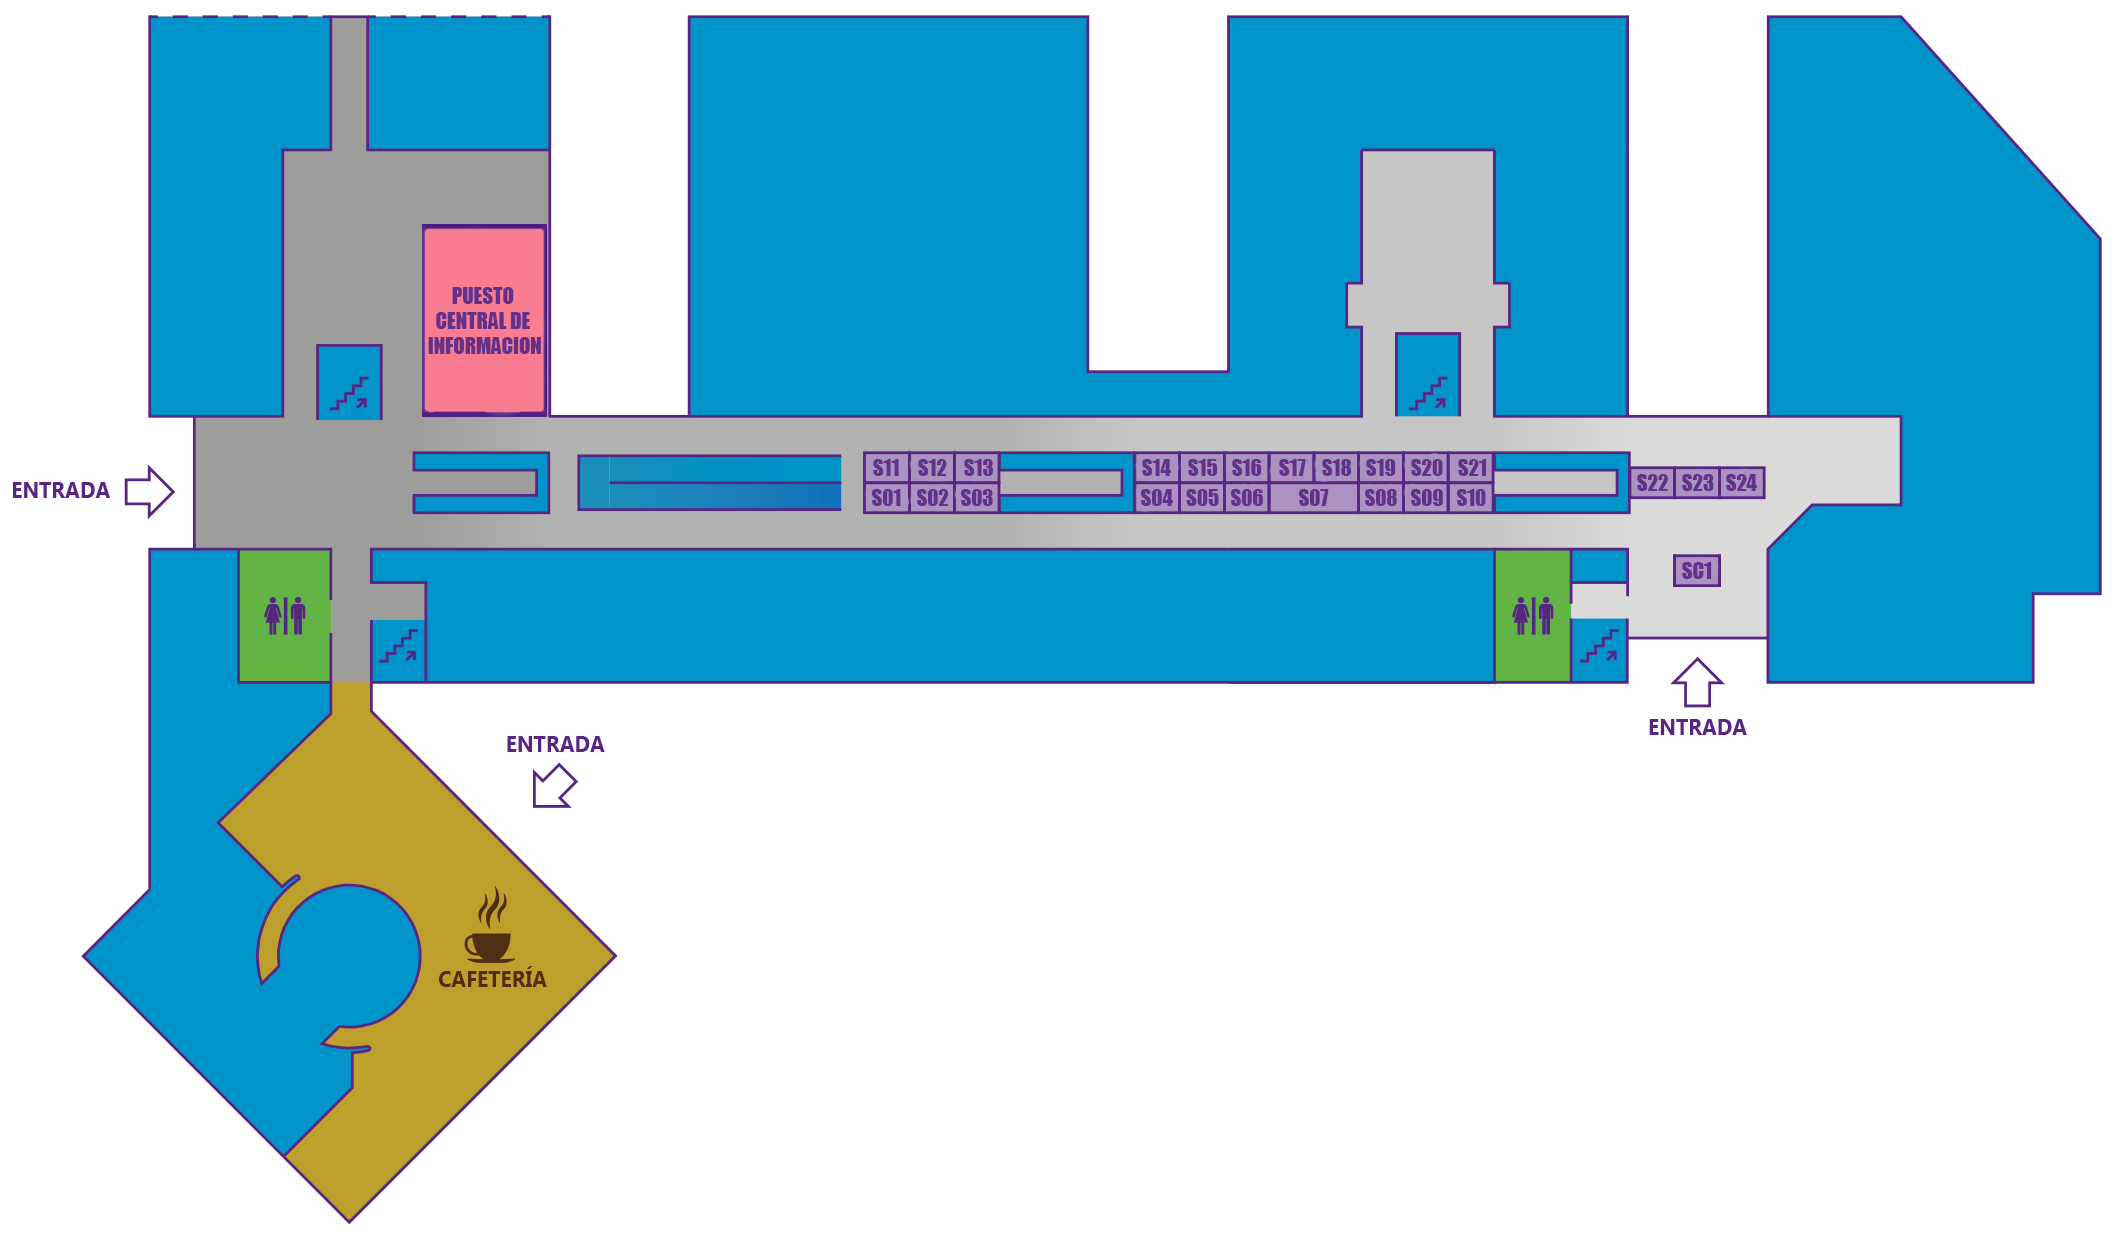 PUESTO
CENTRAL DE
INFORMACION
S11 S12 S13 S14 S15 S16 S17 S18 S19 S20 S21
S22 S23 S24
ENTRADA
S01 S02 S03 S04 S05 S06 S07 S08 S09 S10
SC1
ENTRADA
ENTRADA
CAFETERÍA